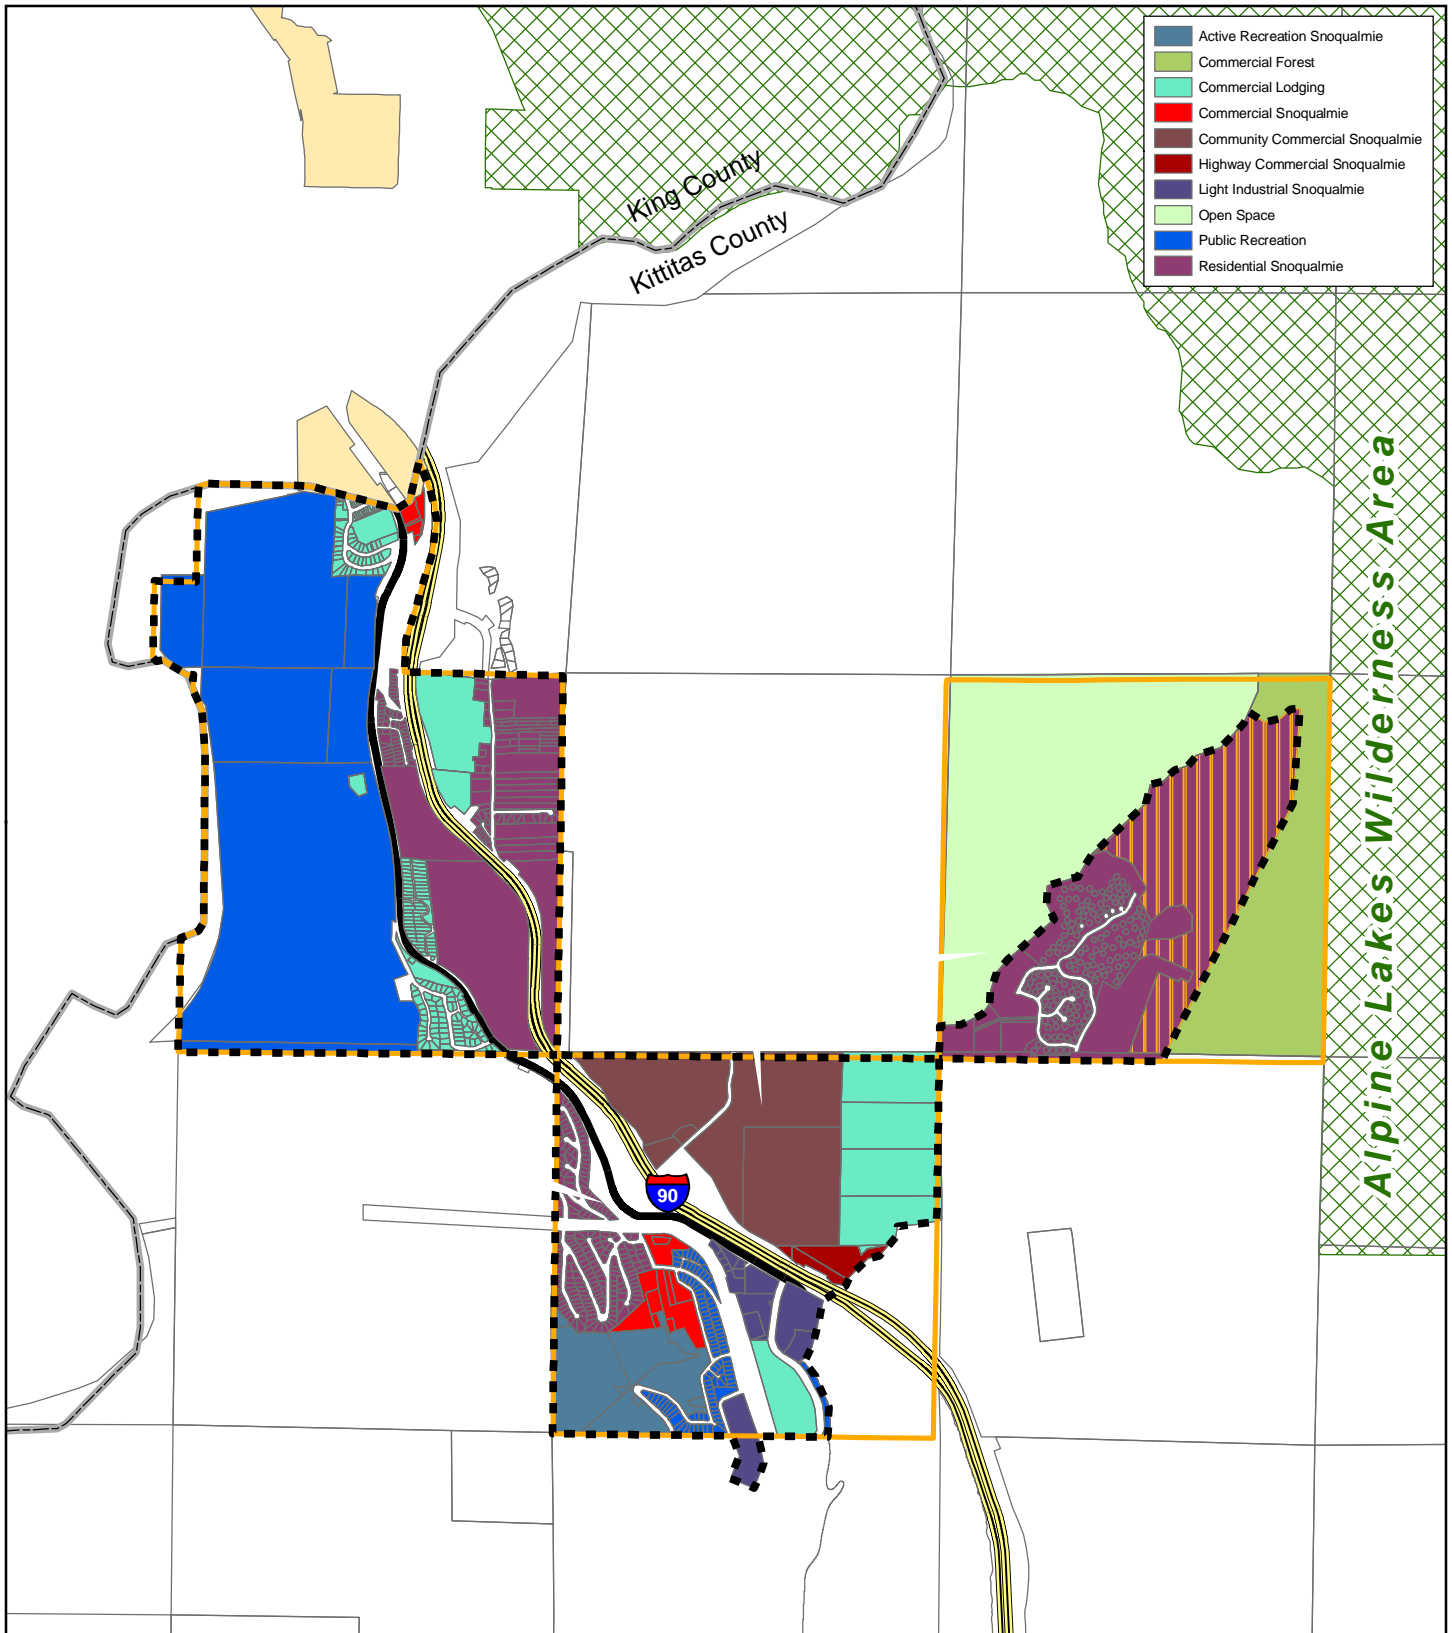 Active Recreation Snoqualmie
Commercial Forest
Commercial Lodging
Commercial Snoqualmie
Community Commercial Snoqualmie
Highway Commercial Snoqualmie
Light Industrial Snoqualmie
Open Space
Public Recreation
Residential Snoqualmie
King County
Kittitas County
Alpine Lakes Wilderness Area
90